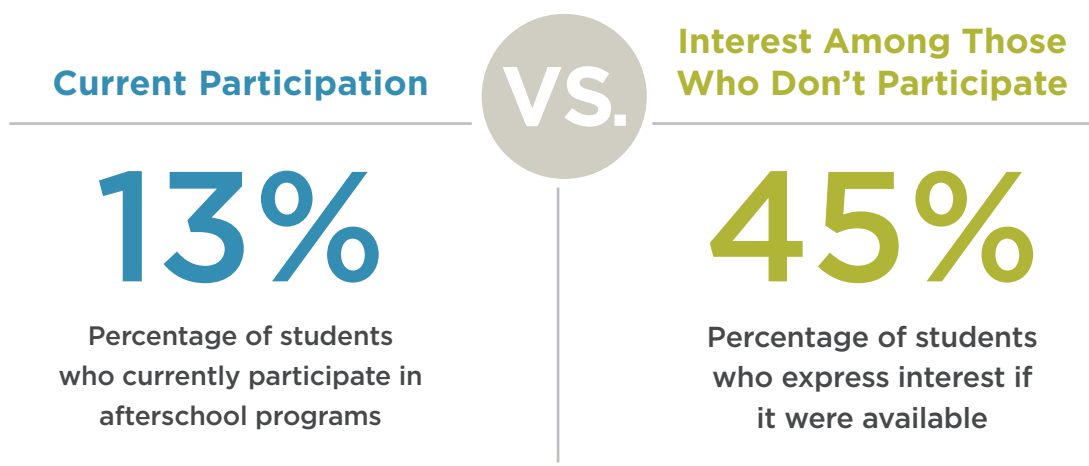 Current Participation
13%
Percentage of students
who currently participate in
afterschool programs
VS.
Interest Among Those
Who Don’t Participate
45%
Percentage of students
who express interest if
it were available